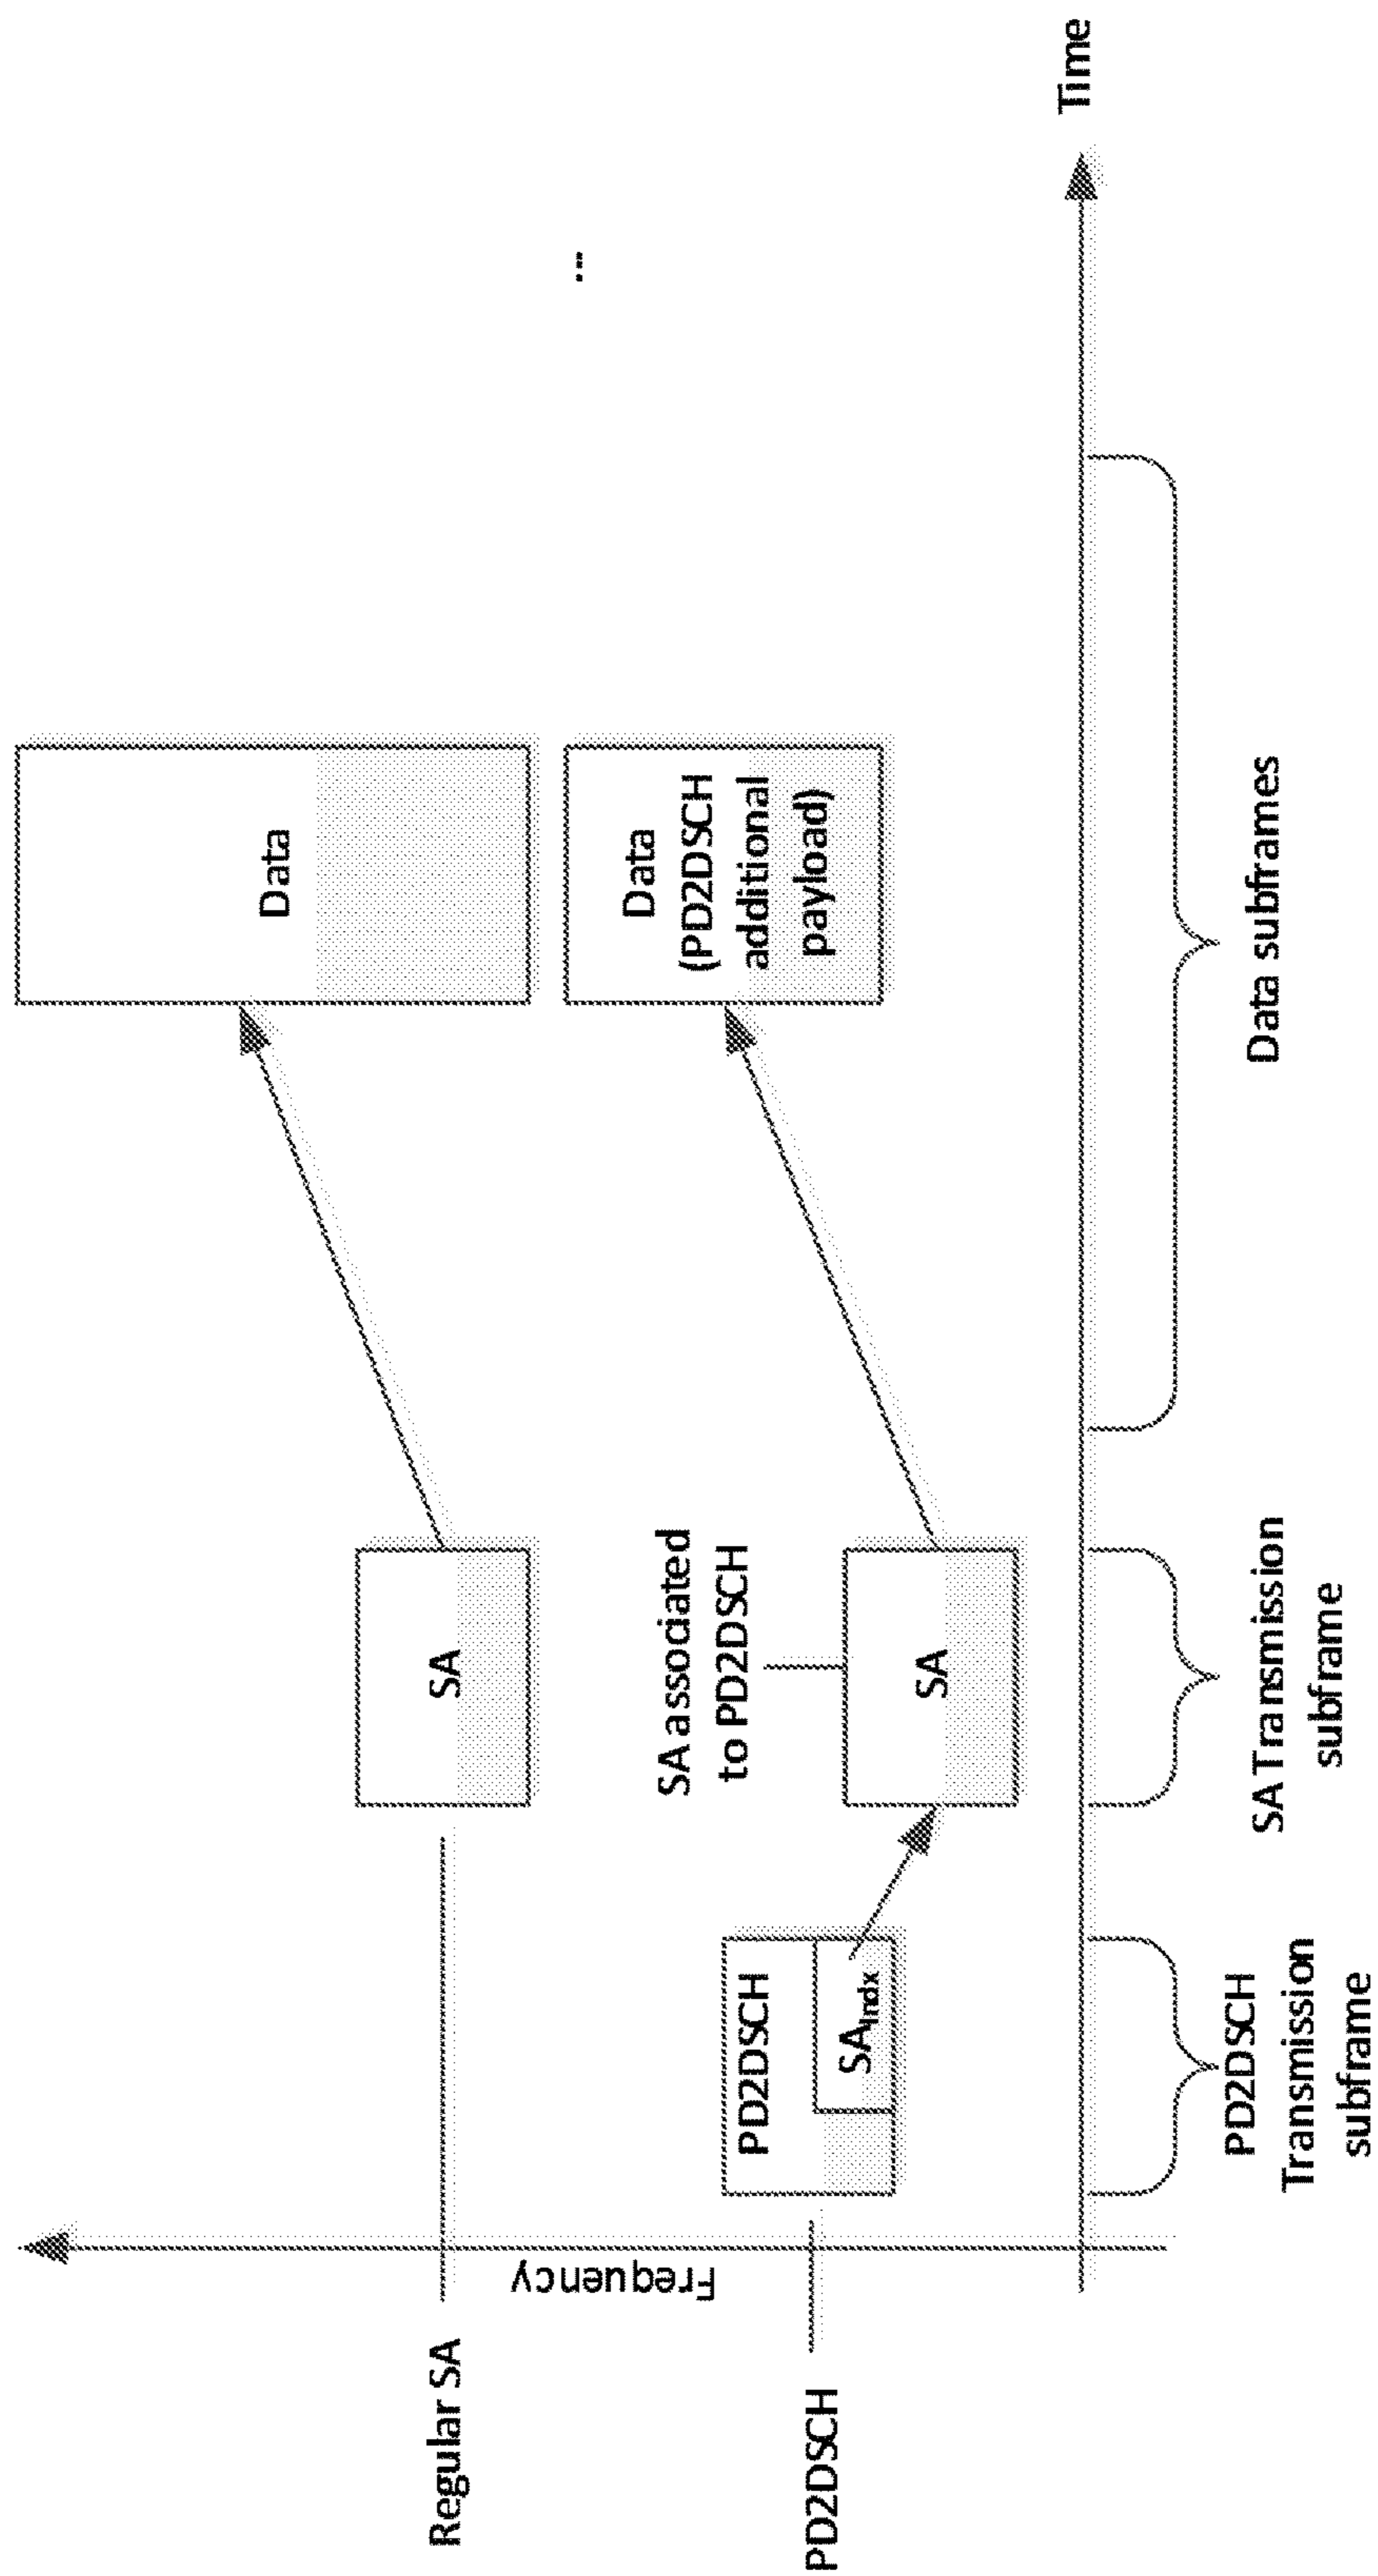 Regular SA
PD2DSCH
Frequency
SA
Data
PD2DSCH
SAIndx
SA associated
to PD2DSCH
SA
Data
(PD2DSCH
additional
payload)
...
Time
PD2DSCH
Transmission
subframe
SA Transmission
subframe
Data subframes